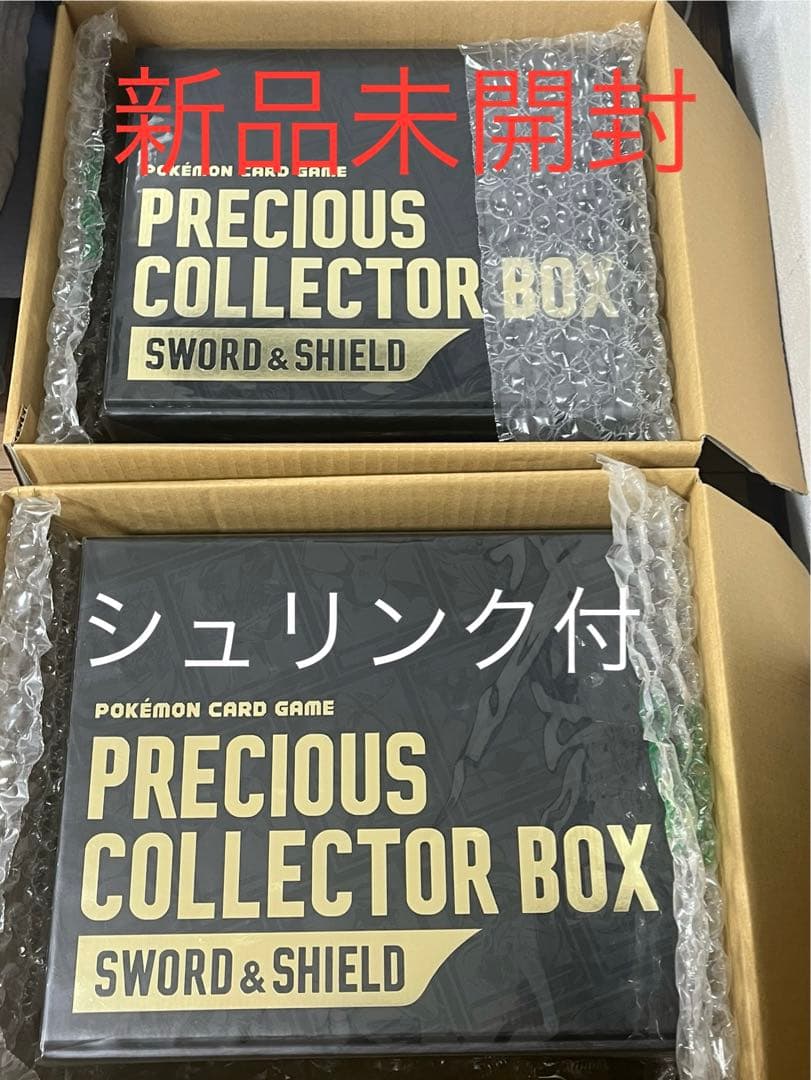 新品未開封
POKÉMON CARD GAME
PRECIOUS
COLLECTOR BOX
SWORD & SHIELD
シュリンク付
POKÉMON CARD GAME
PRECIOUS
COLLECTOR BOX
SWORD & SHIELD